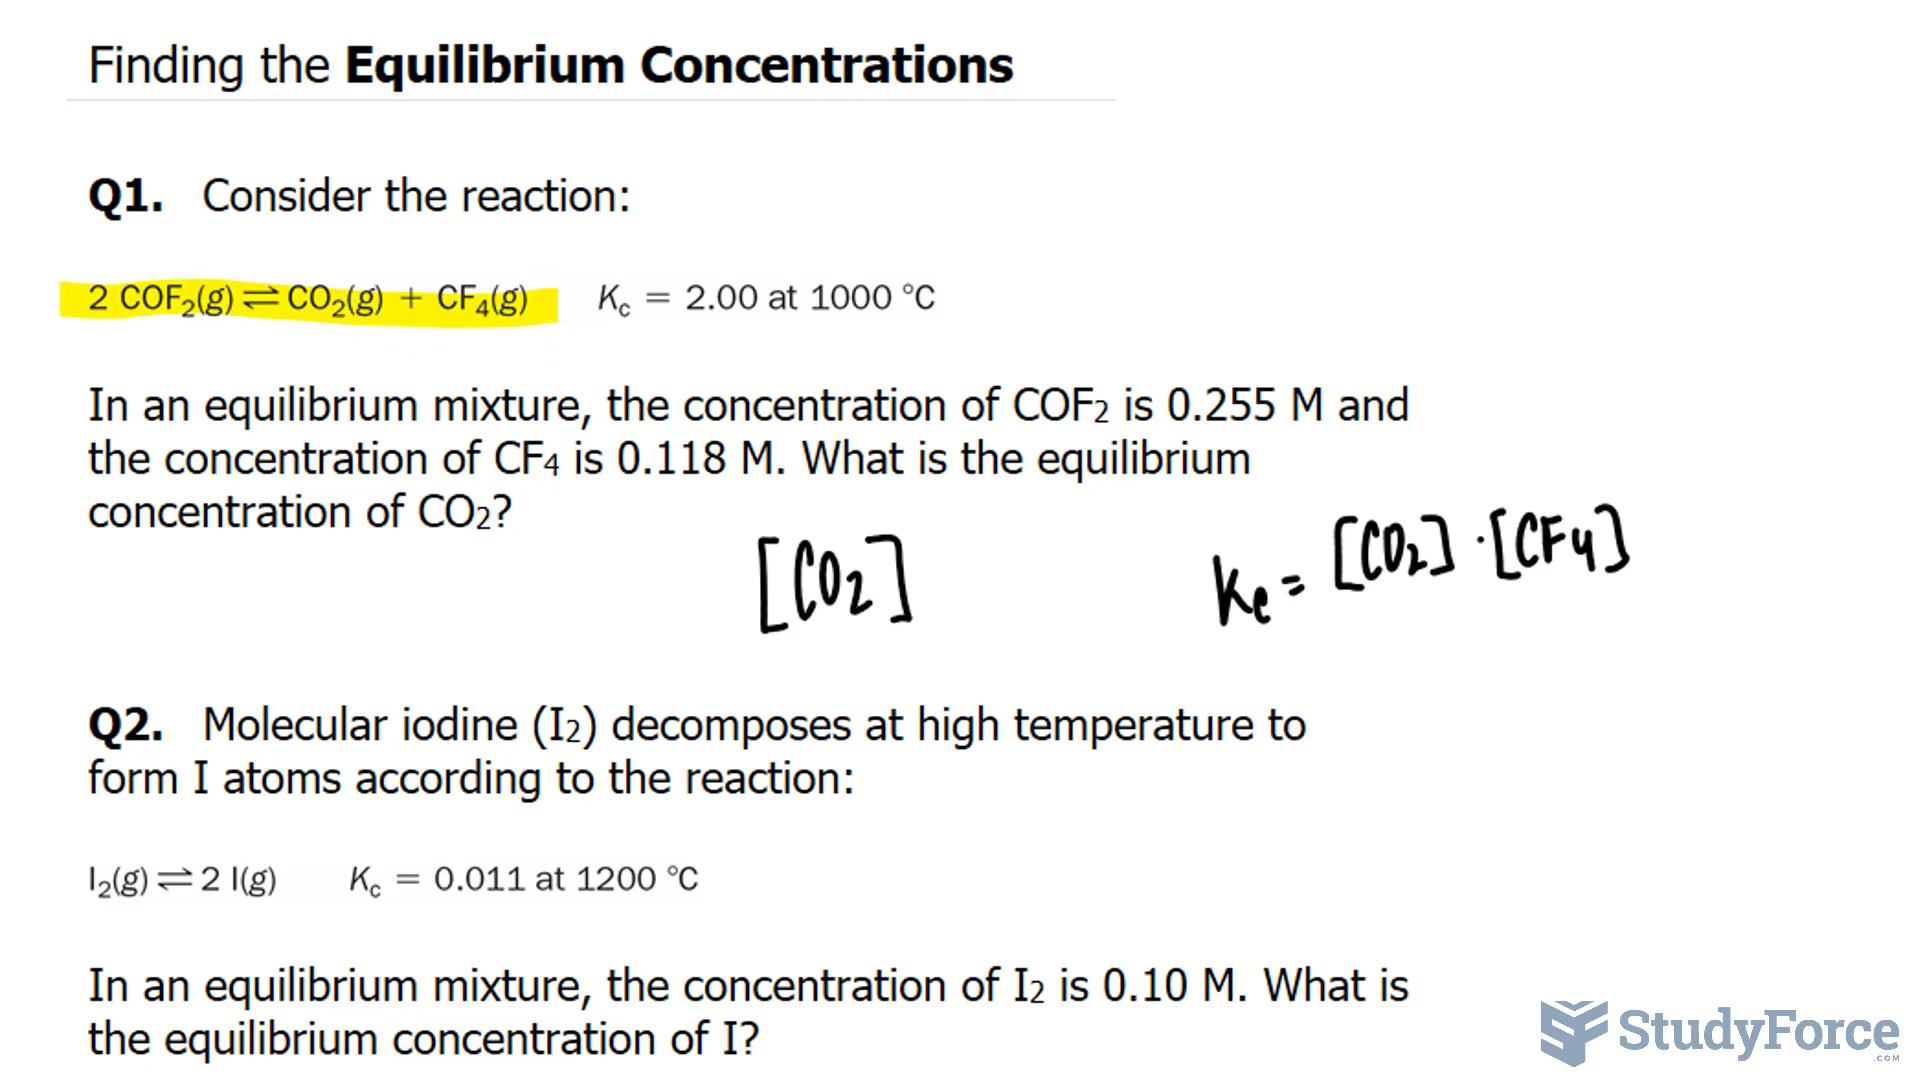 Finding the Equilibrium Concentrations
Q1. Consider the reaction:
2 COF₂(g) ⇌ CO₂(g) + CF₄(g) Kc = 2.00 at 1000 °C
In an equilibrium mixture, the concentration of COF₂ is 0.255 M and
the concentration of CF₄ is 0.118 M. What is the equilibrium
concentration of CO₂?
[CO₂]
Kc = [CO₂] · [CF₄]
Q2. Molecular iodine (I₂) decomposes at high temperature to
form I atoms according to the reaction:
I₂(g) ⇌ 2 I(g) Kc = 0.011 at 1200 °C
In an equilibrium mixture, the concentration of I₂ is 0.10 M. What is
the equilibrium concentration of I?
StudyForce
.COM